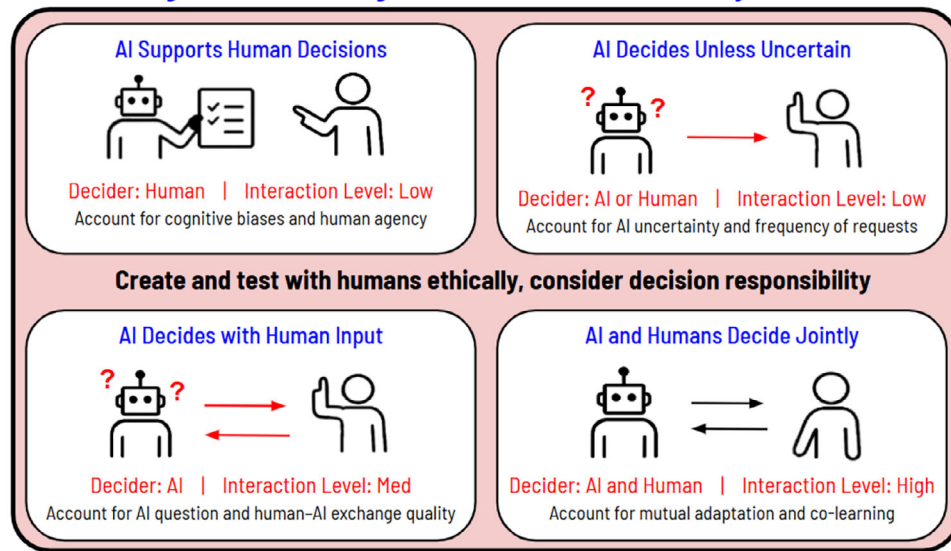 AI Supports Human Decisions
Decider: Human | Interaction Level: Low
Account for cognitive biases and human agency
AI Decides Unless Uncertain
? ?
Decider: AI or Human | Interaction Level: Low
Account for AI uncertainty and frequency of requests
Create and test with humans ethically, consider decision responsibility
AI Decides with Human Input
? ?
Decider: AI | Interaction Level: Med
Account for AI question and human–AI exchange quality
AI and Humans Decide Jointly
Decider: AI and Human | Interaction Level: High
Account for mutual adaptation and co-learning